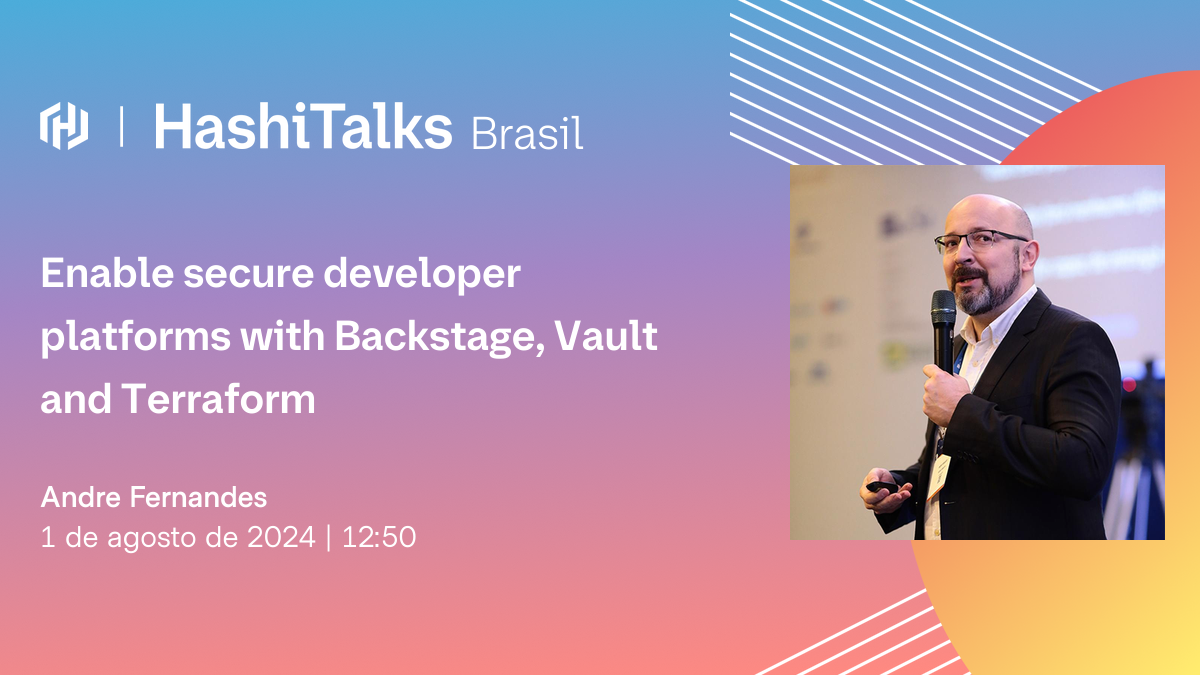 HashiTalks Brasil
Enable secure developer
platforms with Backstage, Vault
and Terraform
Andre Fernandes
1 de agosto de 2024 | 12:50